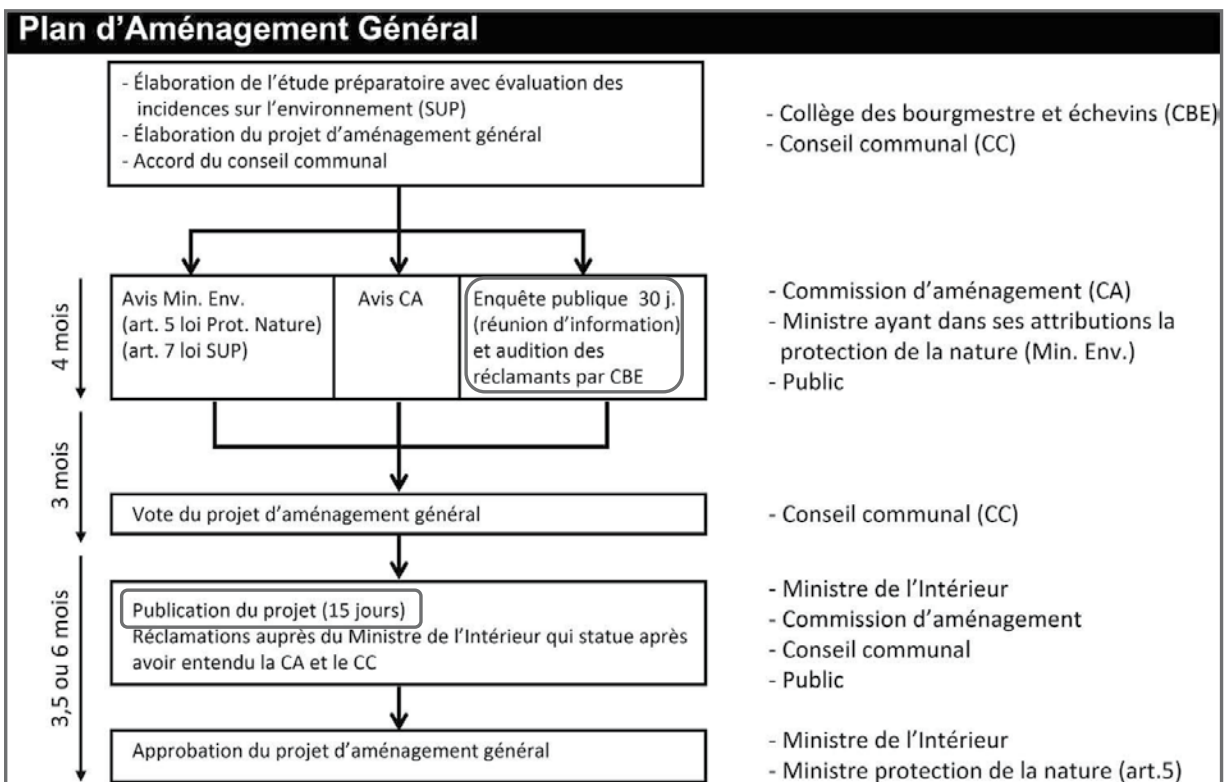 Plan d’Aménagement Général
- Élaboration de l’étude préparatoire avec évaluation des
incidences sur l’environnement (SUP)
- Élaboration du projet d’aménagement général
- Accord du conseil communal
- Collège des bourgmestre et échevins (CBE)
- Conseil communal (CC)
4 mois
Avis Min. Env.
(art. 5 loi Prot. Nature)
(art. 7 loi SUP)
Avis CA
Enquête publique 30 j.
(réunion d’information)
et audition des
réclamants par CBE
- Commission d’aménagement (CA)
- Ministre ayant dans ses attributions la
protection de la nature (Min. Env.)
- Public
3 mois
Vote du projet d’aménagement général
- Conseil communal (CC)
3,5 ou 6 mois
Publication du projet (15 jours)
Réclamations auprès du Ministre de l’Intérieur qui statue après
avoir entendu la CA et le CC
- Ministre de l’Intérieur
- Commission d’aménagement
- Conseil communal
- Public
Approbation du projet d’aménagement général
- Ministre de l’Intérieur
- Ministre protection de la nature (art.5)